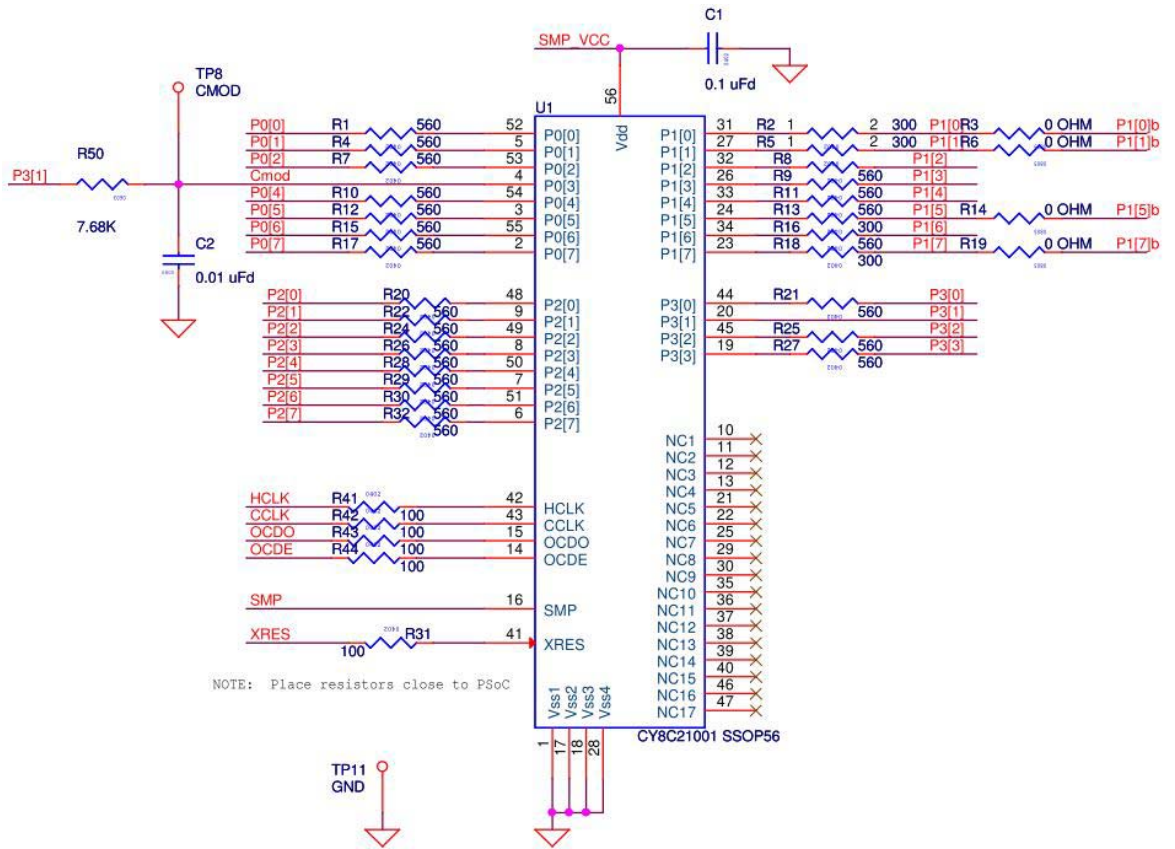 C1
SMP_VCC
0.1 uFd
TP8
CMOD
56
U1
Vdd
P0[0] R1 560 52 P0[0]
P0[1] R4 560 5 P0[1]
P0[2] R7 560 53 P0[2]
Cmod 4 P0[3]
P0[4] R10 560 54 P0[4]
P0[5] R12 560 3 P0[5]
P0[6] R15 560 55 P0[6]
P0[7] R17 560 2 P0[7]
P1[0] 31 R2 1 2 300 P1[0] R3 0 OHM P1[0]b
P1[1] 27 R5 1 2 300 P1[1] R6 0 OHM P1[1]b
P1[2] 32 R8 P1[2]
P1[3] 26 R9 560 P1[3]
P1[4] 33 R11 560 P1[4]
P1[5] 24 R13 560 P1[5] R14 0 OHM P1[5]b
P1[6] 34 R16 300 P1[6]
P1[7] 23 R18 560 P1[7] R19 0 OHM P1[7]b
300
P3[1]
R50
7.68K
C2
0.01 uFd
P2[0] R20 48 P2[0]
P2[1] R22 560 9 P2[1]
P2[2] R24 560 49 P2[2]
P2[3] R26 560 8 P2[3]
P2[4] R28 560 50 P2[4]
P2[5] R29 560 7 P2[5]
P2[6] R30 560 51 P2[6]
P2[7] R32 560 6 P2[7]
560
P3[0] 44 R21 P3[0]
P3[1] 20 560 P3[1]
P3[2] 45 R25 P3[2]
P3[3] 19 R27 560 P3[3]
560
NC1 10
NC2 11
NC3 12
NC4 13
NC5 21
NC6 22
NC7 25
NC8 29
NC9 30
NC10 35
NC11 36
NC12 37
NC13 38
NC14 39
NC15 40
NC16 46
NC17 47
HCLK R41 42 HCLK
CCLK R42 100 43 CCLK
OCDO R43 100 15 OCDO
OCDE R44 100 14 OCDE
100
SMP 16 SMP
XRES R31 41 XRES
100
NOTE: Place resistors close to PSoC
Vss1 Vss2 Vss3 Vss4
1 17 18 28
CY8C21001 SSOP56
TP11
GND